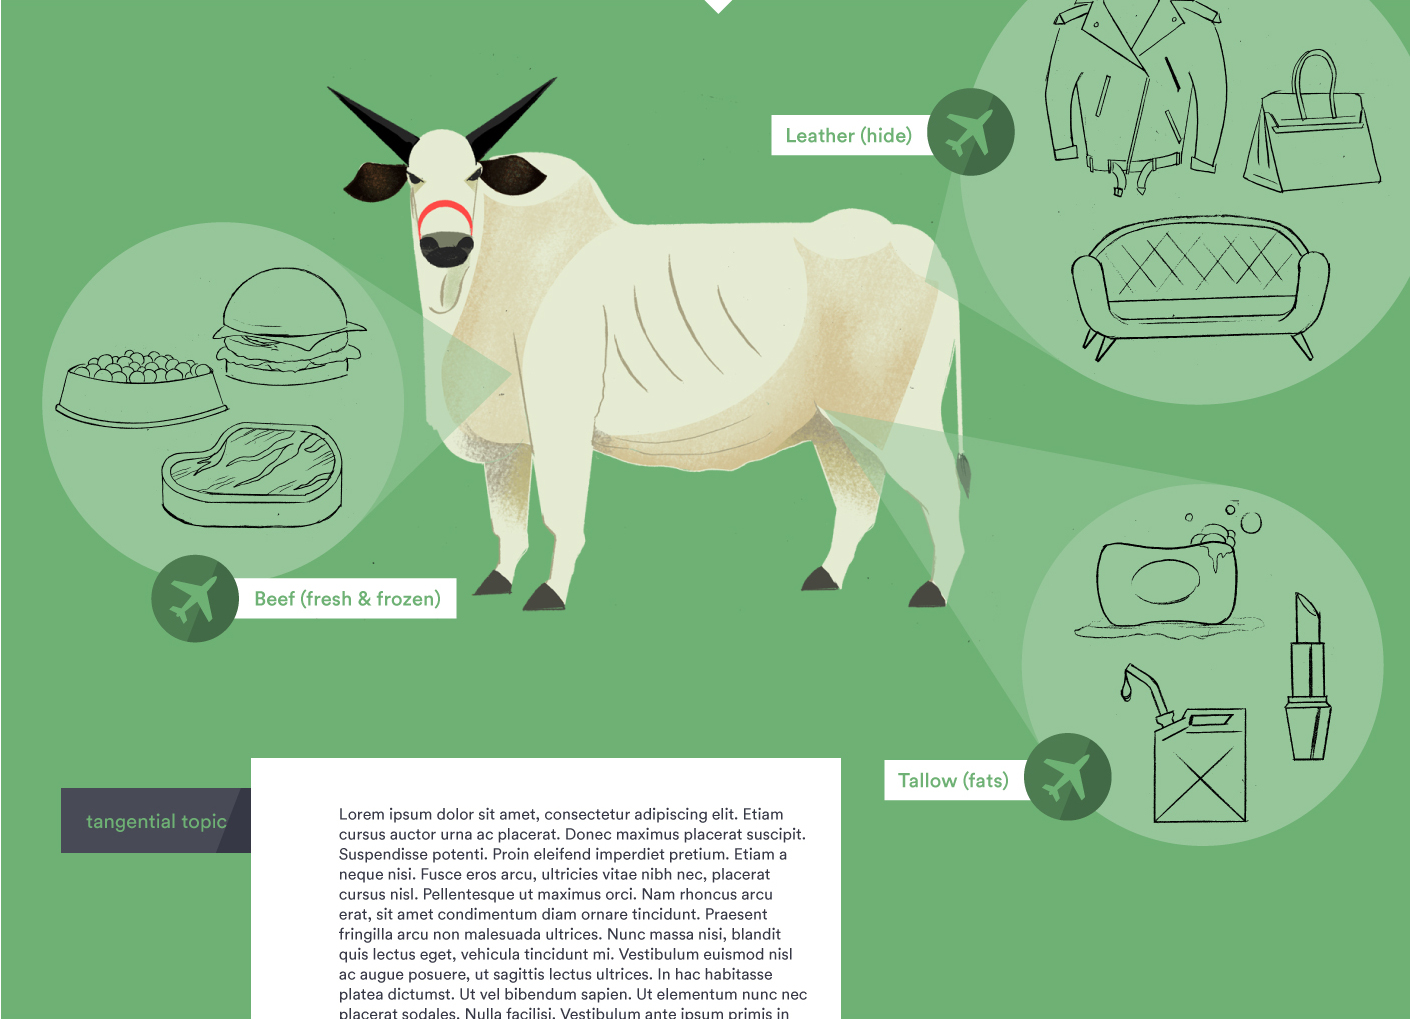 Leather (hide)
Beef (fresh & frozen)
Tallow (fats)
tangential topic
Lorem ipsum dolor sit amet, consectetur adipiscing elit. Etiam
cursus auctor urna ac placerat. Donec maximus placerat suscipit.
Suspendisse potenti. Proin eleifend imperdiet pretium. Etiam a
neque nisi. Fusce eros arcu, ultricies vitae nibh nec, placerat
cursus nisl. Pellentesque ut maximus orci. Nam rhoncus arcu
erat, sit amet condimentum diam ornare tincidunt. Praesent
fringilla arcu non malesuada ultrices. Nunc massa nisi, blandit
quis lectus eget, vehicula tincidunt mi. Vestibulum euismod nisl
ac augue posuere, ut sagittis lectus ultrices. In hac habitasse
platea dictumst. Ut vel bibendum sapien. Ut elementum nunc nec
placerat sodales. Nulla facilisi. Vestibulum ante ipsum primis in